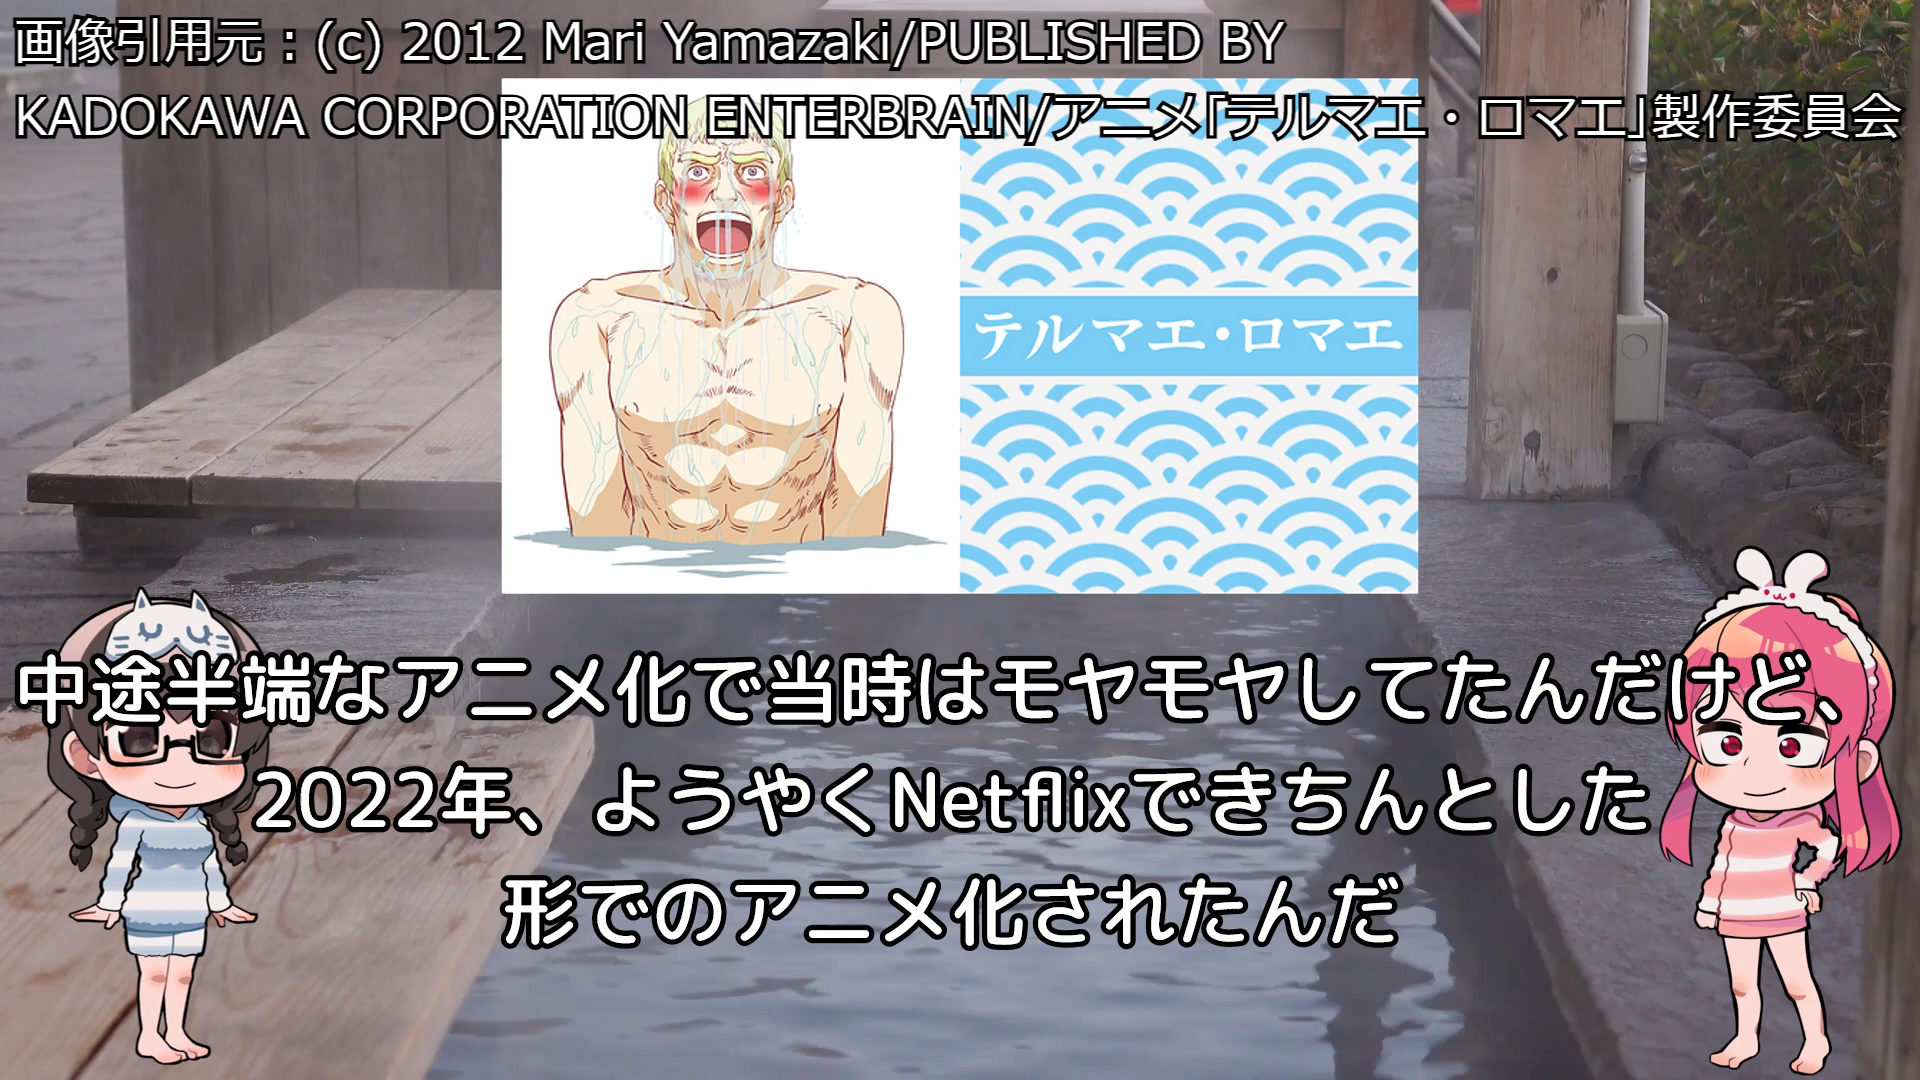 画像引用元：(c) 2012 Mari Yamazaki/PUBLISHED BY
KADOKAWA CORPORATION ENTERBRAIN/アニメ「テルマエ・ロマエ」製作委員会
テルマエ・ロマエ
中途半端なアニメ化で当時はモヤモヤしてたんだけど、
2022年、ようやくNetflixできちんとした
形でのアニメ化されたんだ